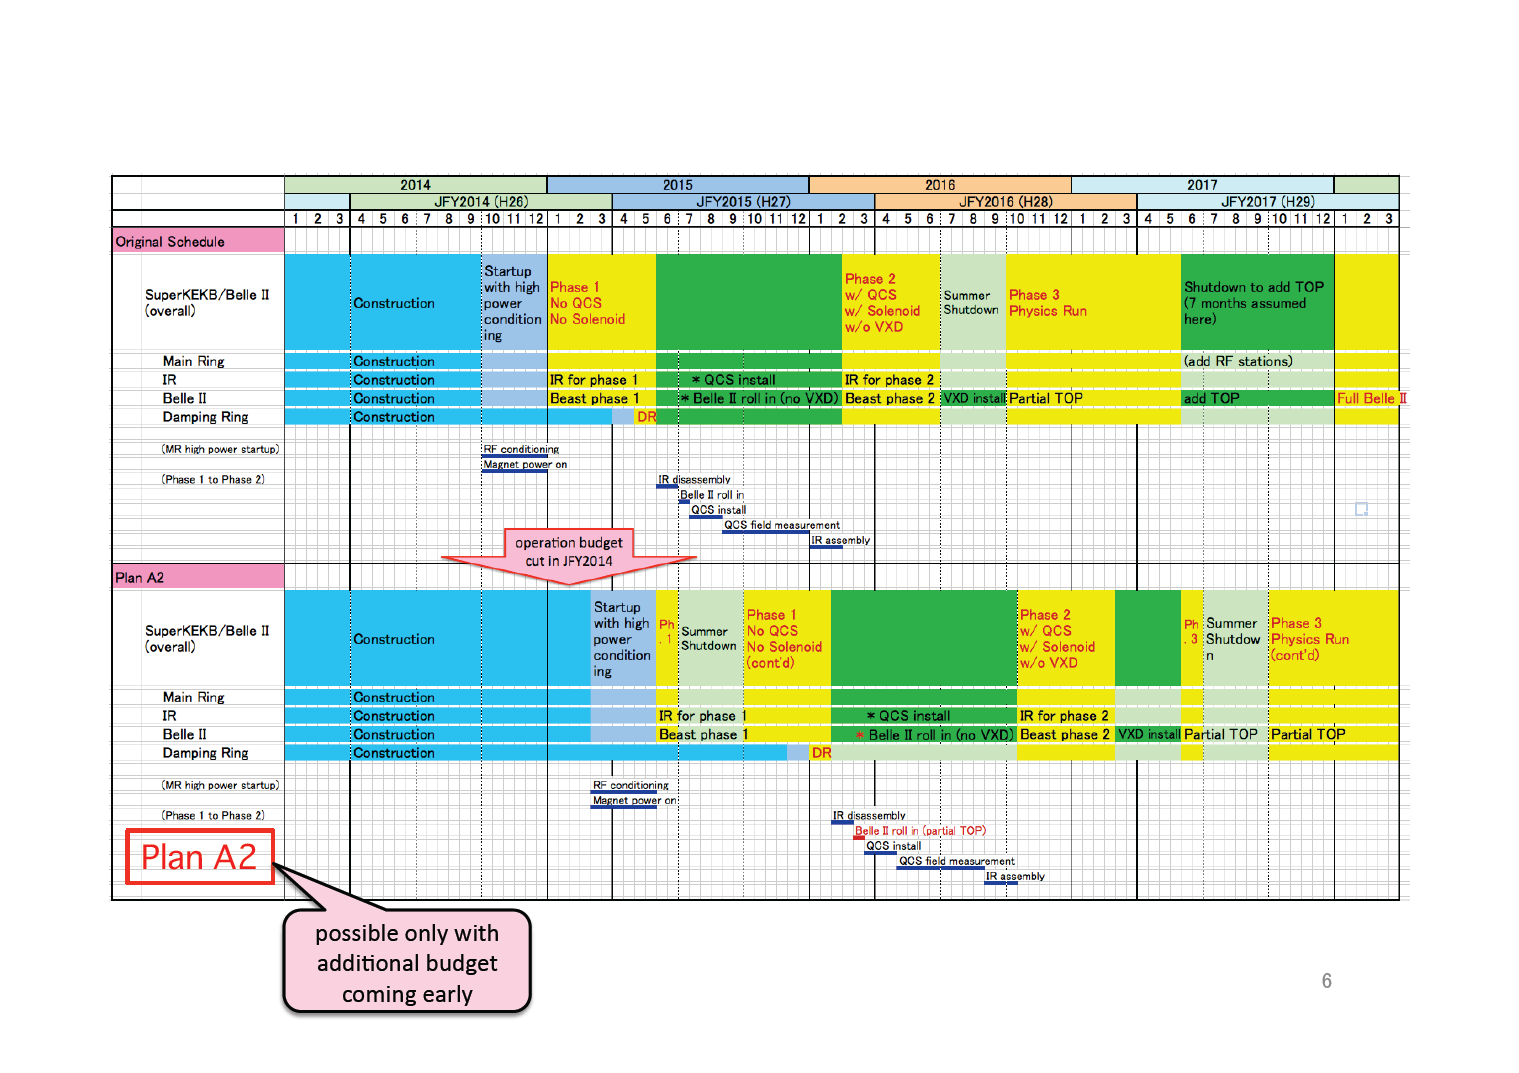 2014 2015 2016 2017
JFY2014 (H26) JFY2015 (H27) JFY2016 (H28) JFY2017 (H29)
1 2 3 4 5 6 7 8 9 10 11 12 1 2 3 4 5 6 7 8 9 10 11 12 1 2 3 4 5 6 7 8 9 10 11 12 1 2 3 4 5 6 7 8 9 10 11 12 1 2 3
Original Schedule
SuperKEKB/Belle II
(overall)
Construction
Startup
with high
power
condition
ing
Phase 1
No QCS
No Solenoid
Phase 2
w/ QCS
w/ Solenoid
w/o VXD
Summer
Shutdown
Phase 3
Physics Run
Shutdown to add TOP
(7 months assumed
here)
Main Ring Construction (add RF stations)
IR Construction IR for phase 1 * QCS install IR for phase 2
Belle II Construction Beast phase 1 * Belle II roll in (no VXD) Beast phase 2 VXD install Partial TOP add TOP Full Belle II
Damping Ring Construction DR
(MR high power startup) RF conditioning
Magnet power on
(Phase 1 to Phase 2) IR disassembly
Belle II roll in
QCS install
QCS field measurement
IR assembly
operation budget
cut in JFY2014
Plan A2
SuperKEKB/Belle II
(overall)
Construction
Startup
with high
power
condition
ing
Ph
. 1
Summer
Shutdown
Phase 1
No QCS
No Solenoid
(cont'd)
Phase 2
w/ QCS
w/ Solenoid
w/o VXD
Ph
. 3
Summer
Shutdow
n
Phase 3
Physics Run
(cont'd)
Main Ring Construction
IR Construction IR for phase 1 * QCS install IR for phase 2
Belle II Construction Beast phase 1 * Belle II roll in (no VXD) Beast phase 2 VXD install Partial TOP Partial TOP
Damping Ring Construction DR
(MR high power startup) RF conditioning
Magnet power on
(Phase 1 to Phase 2) IR disassembly
Belle II roll in (partial TOP)
QCS install
QCS field measurement
IR assembly
Plan A2
possible only with
additional budget
coming early
6